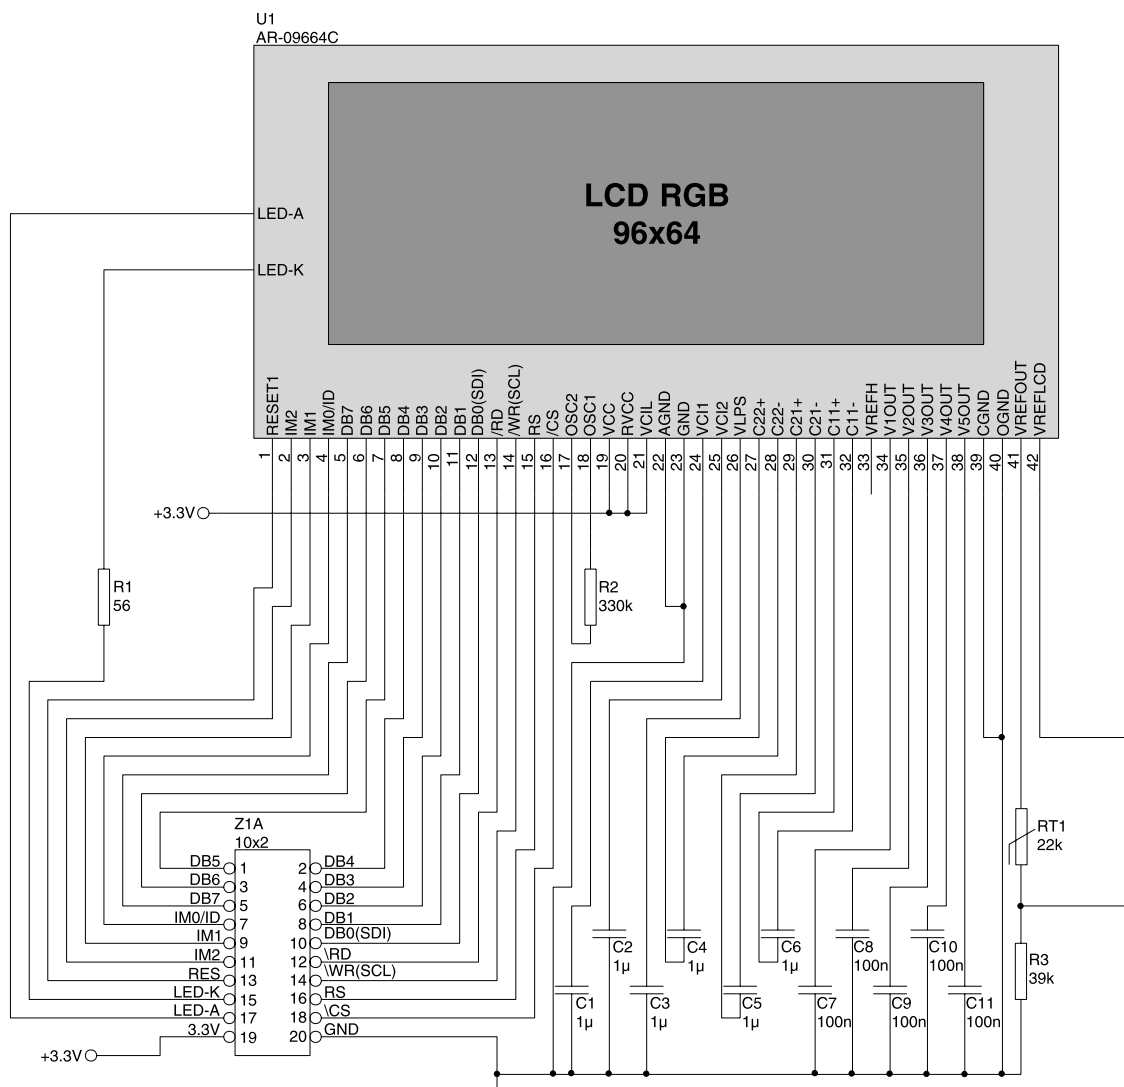 U1
AR-09664C
LCD RGB
96x64
LED-A
LED-K
RESET1
IM2
IM1
IM0/ID
DB7
DB6
DB5
DB4
DB3
DB2
DB1
DB0(SDI)
/RD
/WR(SCL)
RS
/CS
OSC2
OSC1
VCC
RVCC
VCIL
AGND
GND
VCI1
VCI2
VLPS
C22+
C22-
C21+
C21-
C11+
C11-
VREFH
V1OUT
V2OUT
V3OUT
V4OUT
V5OUT
CGND
OGND
VREFOUT
VREFLCD
1
2
3
4
5
6
7
8
9
10
11
12
13
14
15
16
17
18
19
20
21
22
23
24
25
26
27
28
29
30
31
32
33
34
35
36
37
38
39
40
41
42
+3.3V
R1
56
R2
330k
RT1
22k
R3
39k
Z1A
10x2
DB5 1 2 DB4
DB6 3 4 DB3
DB7 5 6 DB2
IM0/ID 7 8 DB1
IM1 9 10 DB0(SDI)
IM2 11 12 \RD
RES 13 14 \WR(SCL)
LED-K 15 16 RS
LED-A 17 18 \CS
3.3V 19 20 GND
+3.3V
C2
1µ
C4
1µ
C6
1µ
C8
100n
C10
100n
C1
1µ
C3
1µ
C5
1µ
C7
100n
C9
100n
C11
100n